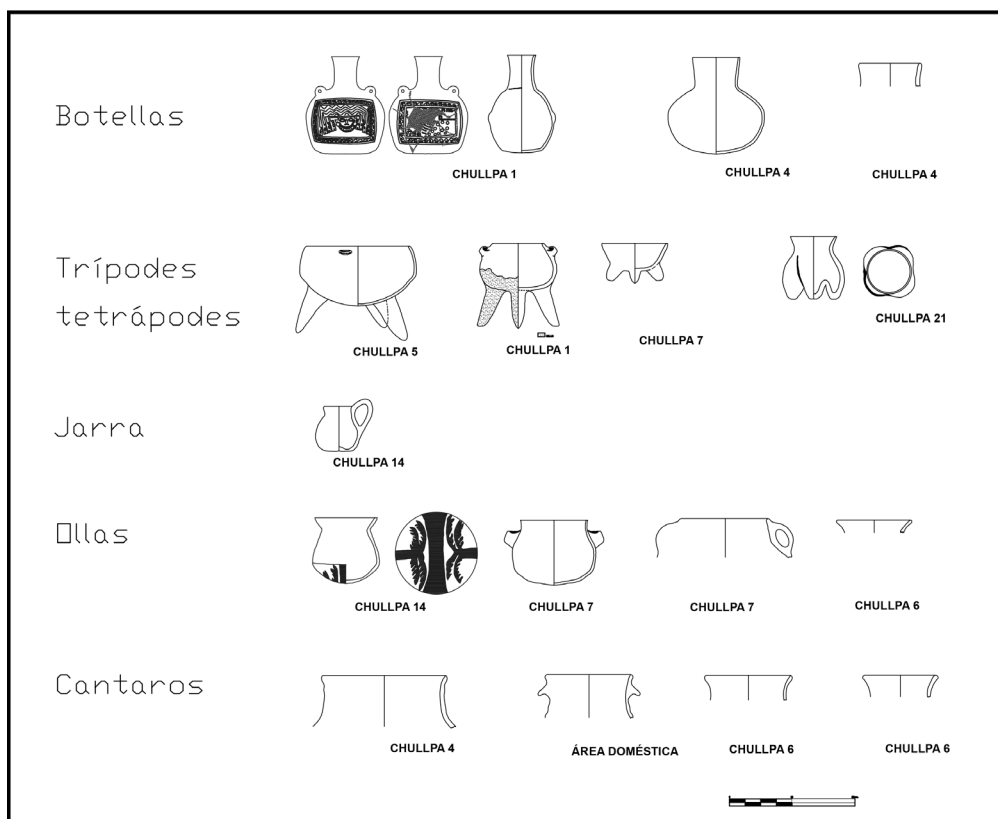 Botellas
CHULLPA 1
CHULLPA 4
CHULLPA 4
Trípodes
tetrápodes
CHULLPA 5
CHULLPA 1
CHULLPA 7
CHULLPA 21
Jarra
CHULLPA 14
Ollas
CHULLPA 14
CHULLPA 7
CHULLPA 7
CHULLPA 6
Cantaros
CHULLPA 4
ÁREA DOMÉSTICA
CHULLPA 6
CHULLPA 6